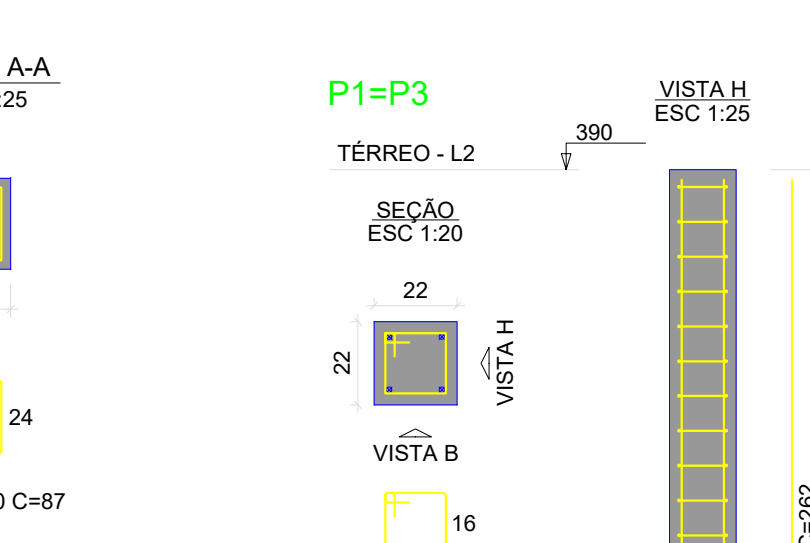 A-A
:25
24
0 C=87
P1=P3
TÉRREO - L2
390
SEÇÃO
ESC 1:20
22
22
VISTA H
VISTA B
16
VISTA H
ESC 1:25
C=262